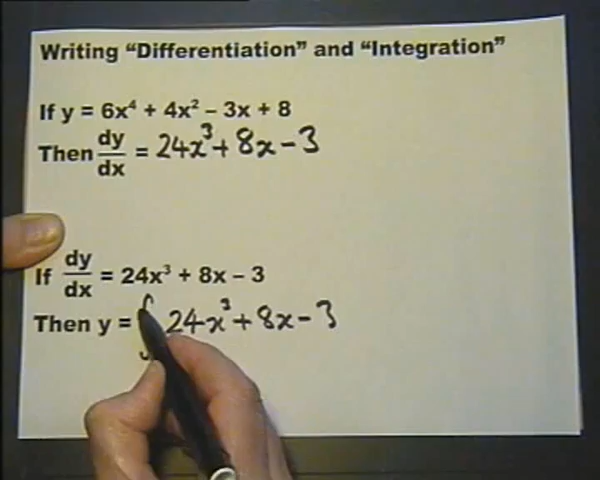 Writing “Differentiation” and “Integration”
If y = 6x⁴ + 4x² – 3x + 8
Then dy/dx = 24x³ + 8x – 3
If dy/dx = 24x³ + 8x – 3
Then y = ∫ 24x³ + 8x – 3